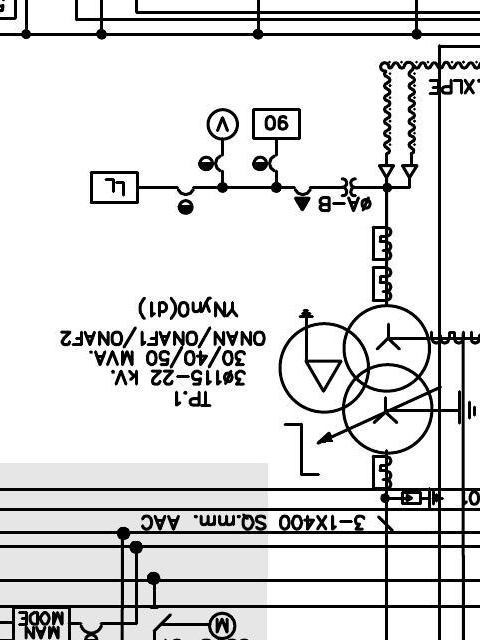 M
MAN
MODE
3-1X400 SQ.mm. AAC
TP.1
3ø115-22 kV.
30/40/50 MVA.
ONAN/ONAF1/ONAF2
YNyn0(d1)
øA-B
LL
90
V
XLPE